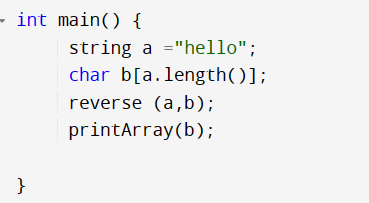 int main() {
string a ="hello";
char b[a.length()];
reverse (a,b);
printArray(b);
}